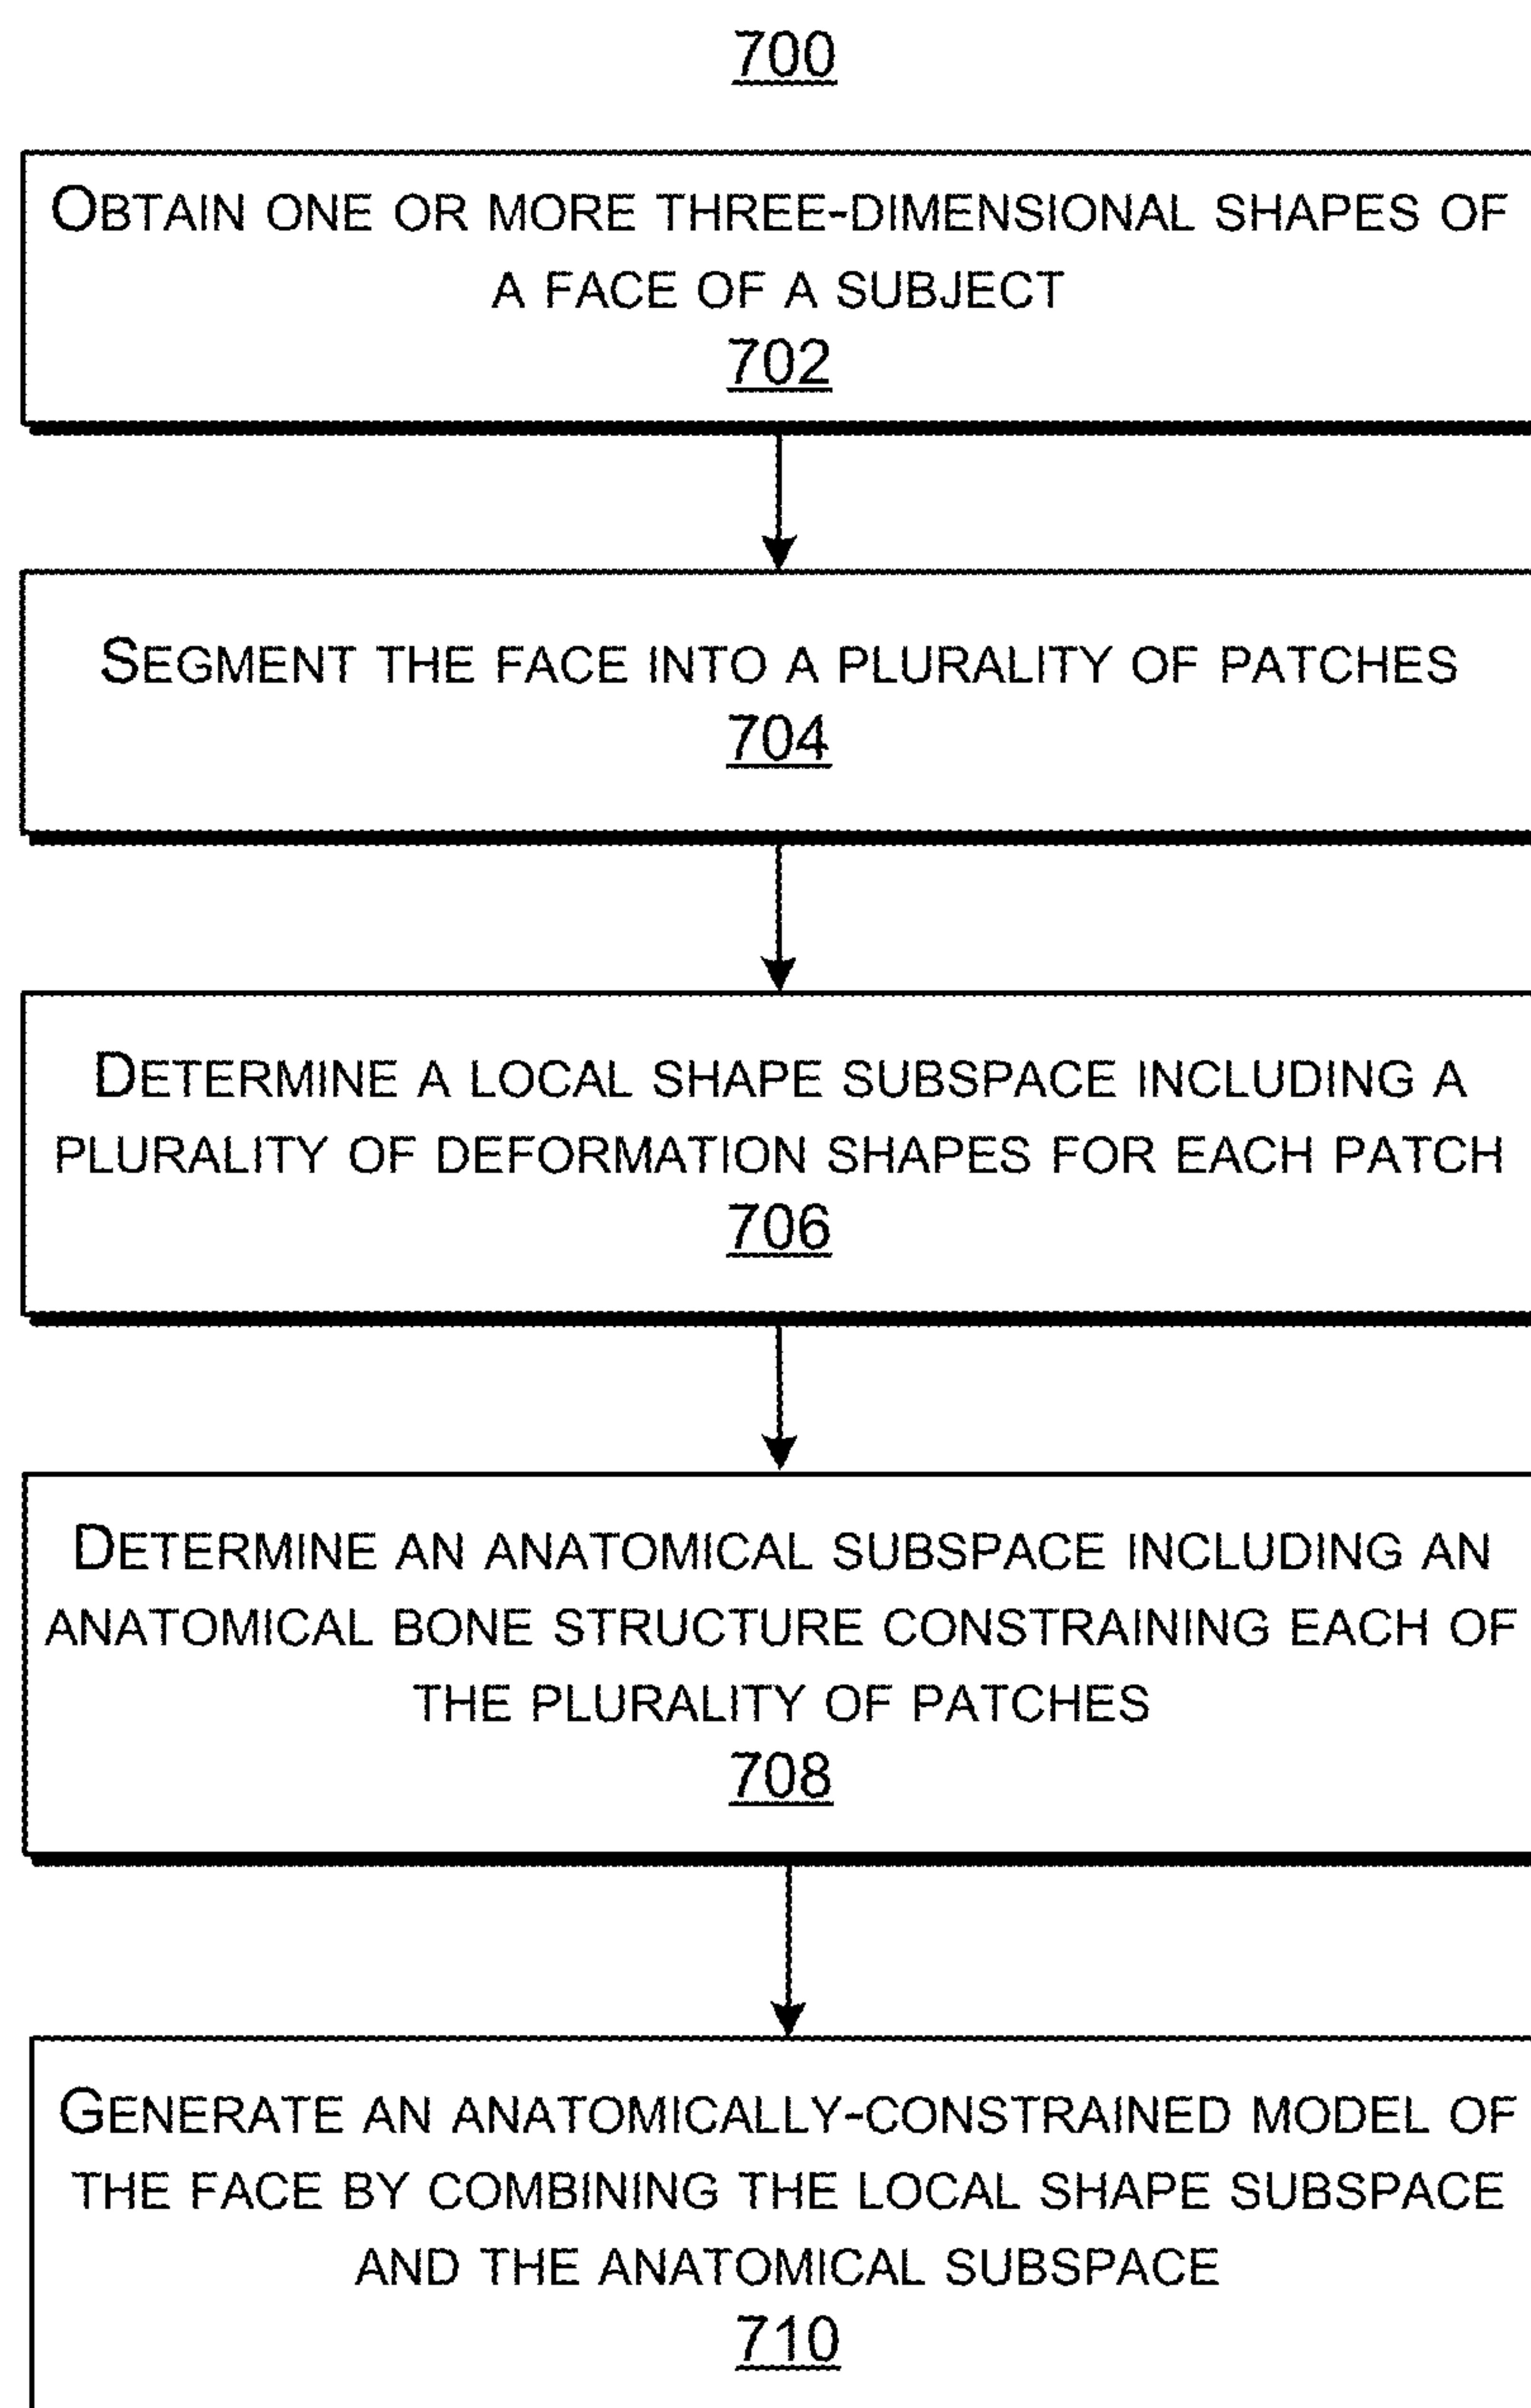 700
OBTAIN ONE OR MORE THREE-DIMENSIONAL SHAPES OF
A FACE OF A SUBJECT
702
SEGMENT THE FACE INTO A PLURALITY OF PATCHES
704
DETERMINE A LOCAL SHAPE SUBSPACE INCLUDING A
PLURALITY OF DEFORMATION SHAPES FOR EACH PATCH
706
DETERMINE AN ANATOMICAL SUBSPACE INCLUDING AN
ANATOMICAL BONE STRUCTURE CONSTRAINING EACH OF
THE PLURALITY OF PATCHES
708
GENERATE AN ANATOMICALLY-CONSTRAINED MODEL OF
THE FACE BY COMBINING THE LOCAL SHAPE SUBSPACE
AND THE ANATOMICAL SUBSPACE
710